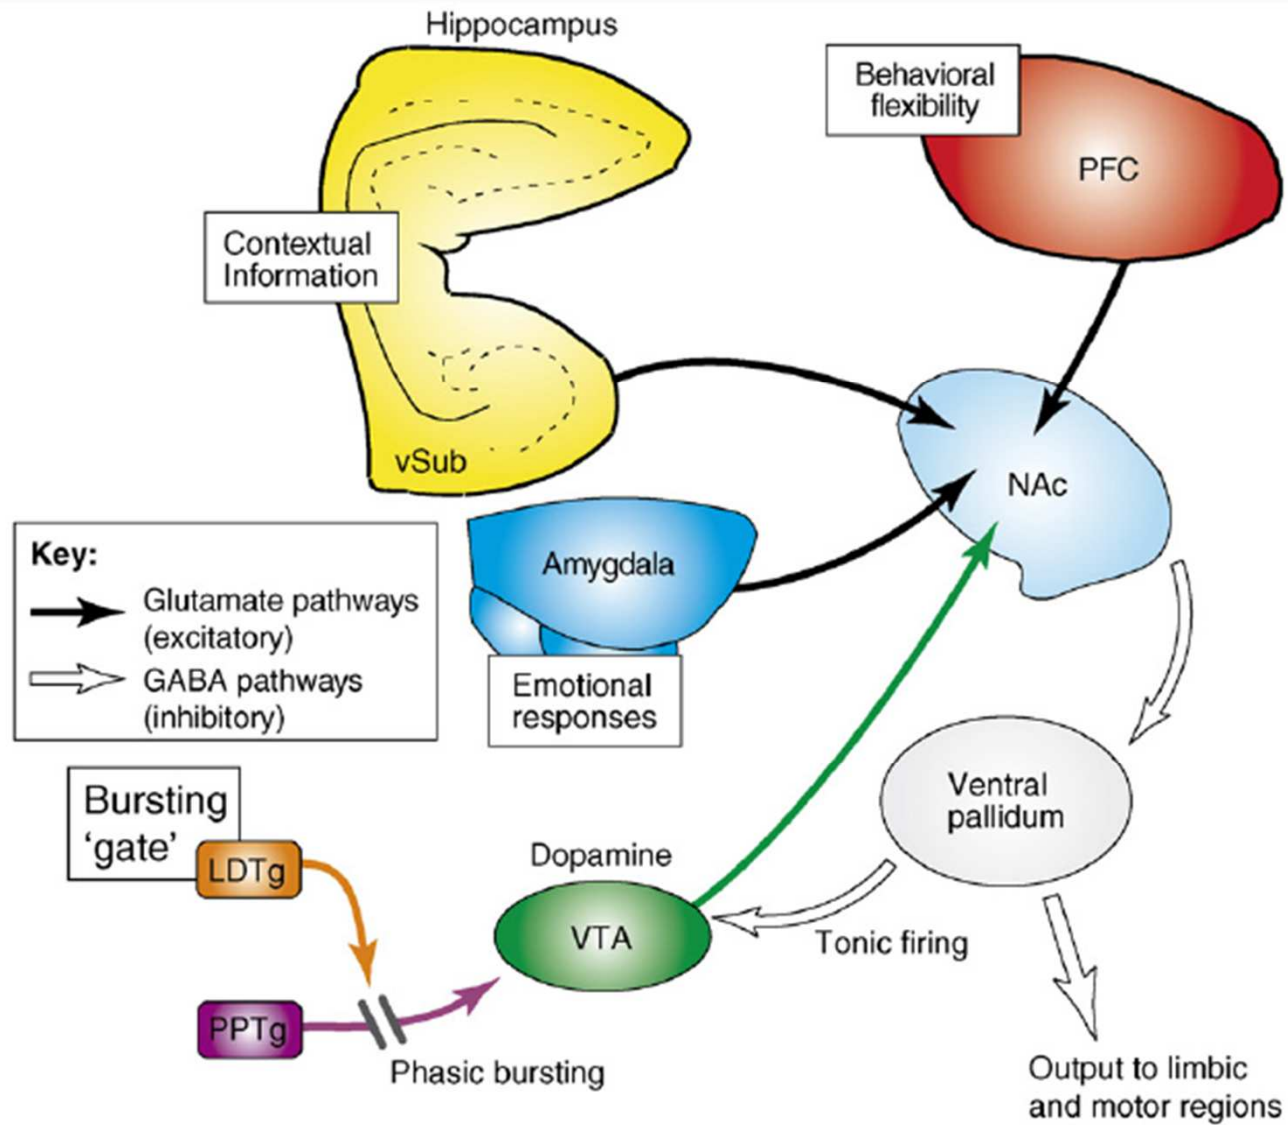 Hippocampus
Behavioral
flexibility
PFC
Contextual
Information
vSub
NAc
Amygdala
Emotional
responses
Key:
Glutamate pathways
(excitatory)
GABA pathways
(inhibitory)
Bursting
‘gate’
LDTg
PPTg
Phasic bursting
Dopamine
VTA
Tonic firing
Ventral
pallidum
Output to limbic
and motor regions